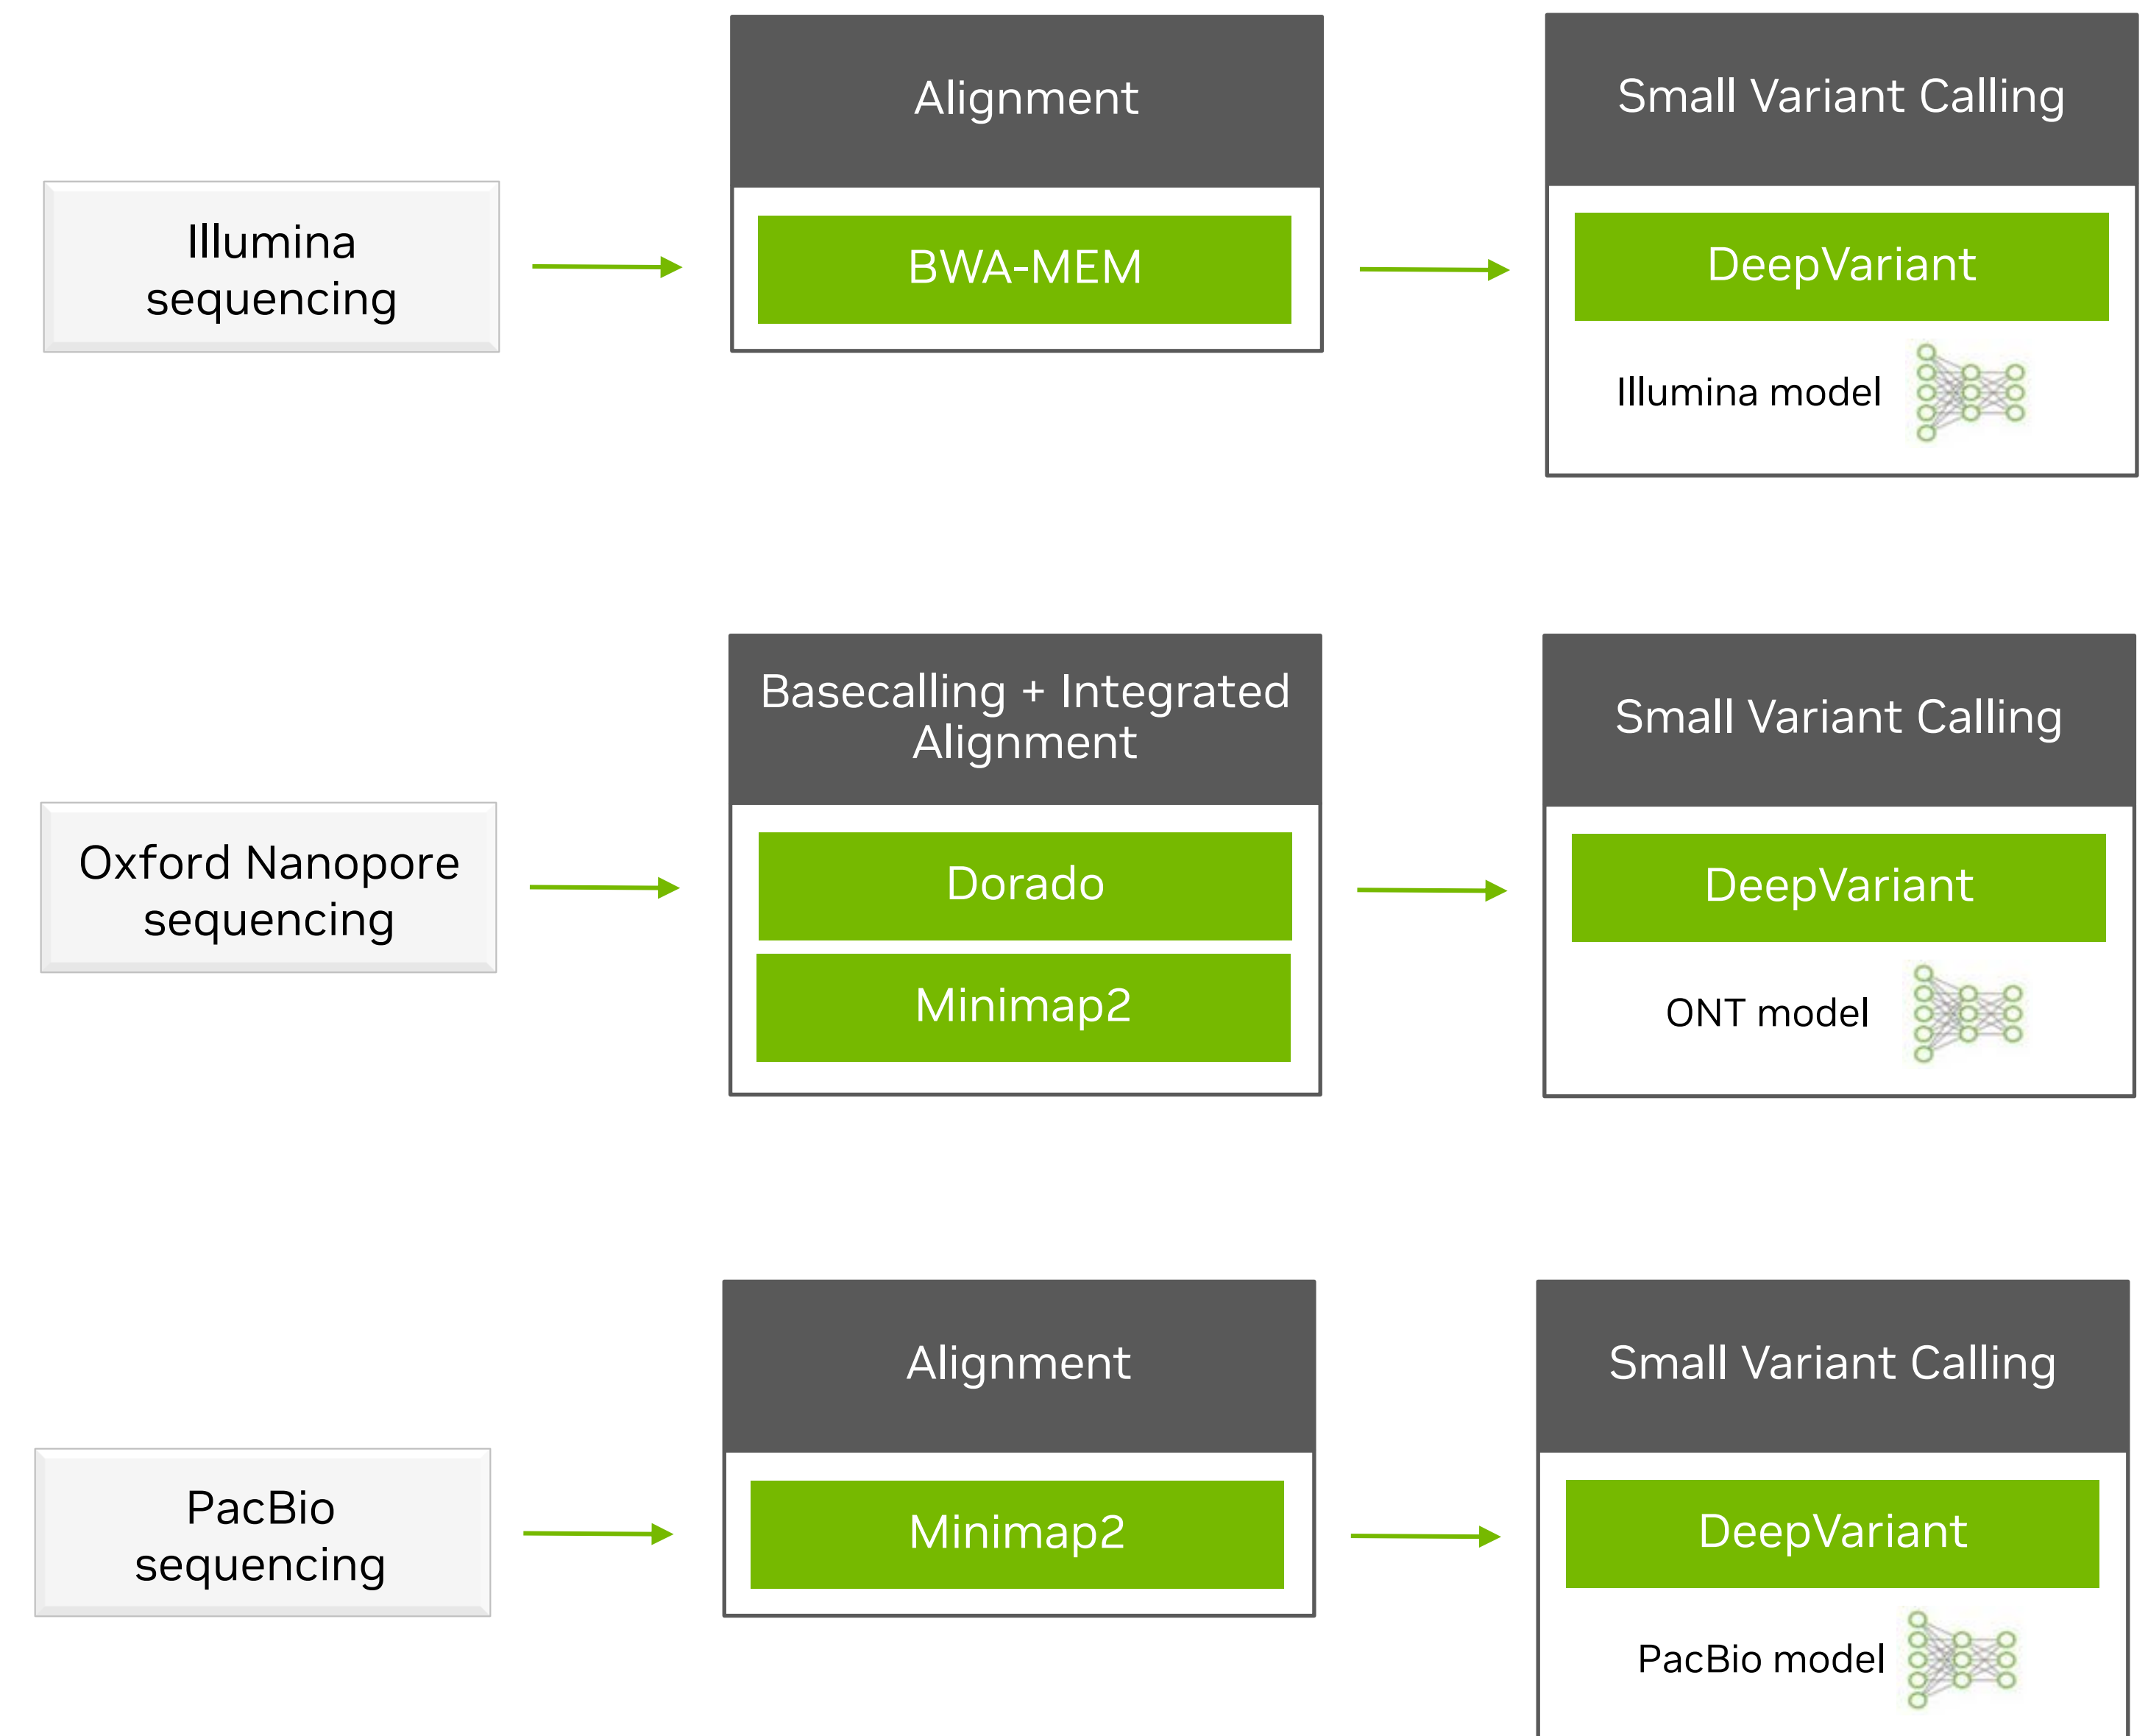 Illumina
sequencing
Alignment
BWA-MEM
Small Variant Calling
DeepVariant
Illumina model
Oxford Nanopore
sequencing
Basecalling + Integrated
Alignment
Dorado
Minimap2
Small Variant Calling
DeepVariant
ONT model
PacBio
sequencing
Alignment
Minimap2
Small Variant Calling
DeepVariant
PacBio model